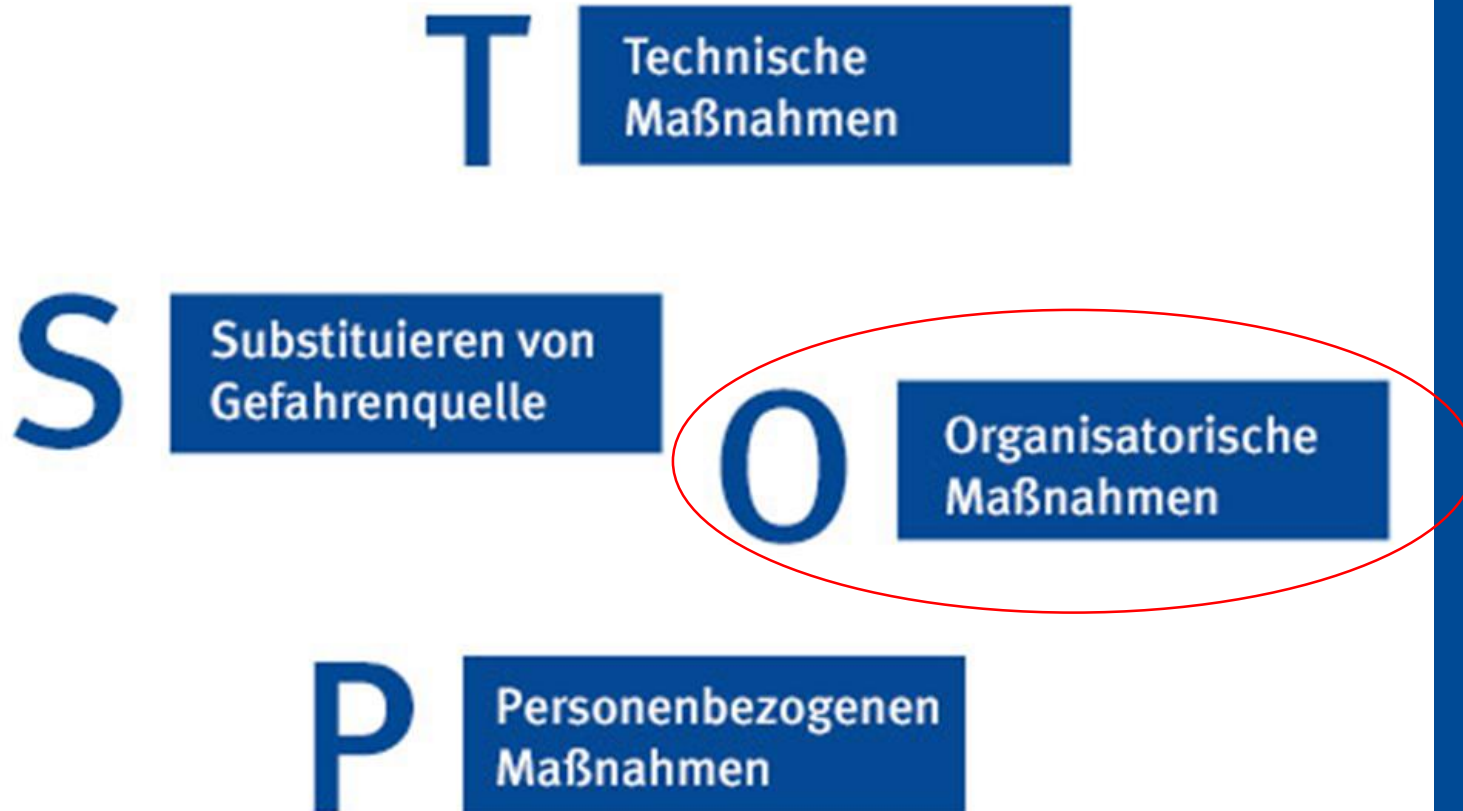 T
Technische
Maßnahmen
S
Substituieren von
Gefahrenquelle
O
Organisatorische
Maßnahmen
P
Personenbezogenen
Maßnahmen